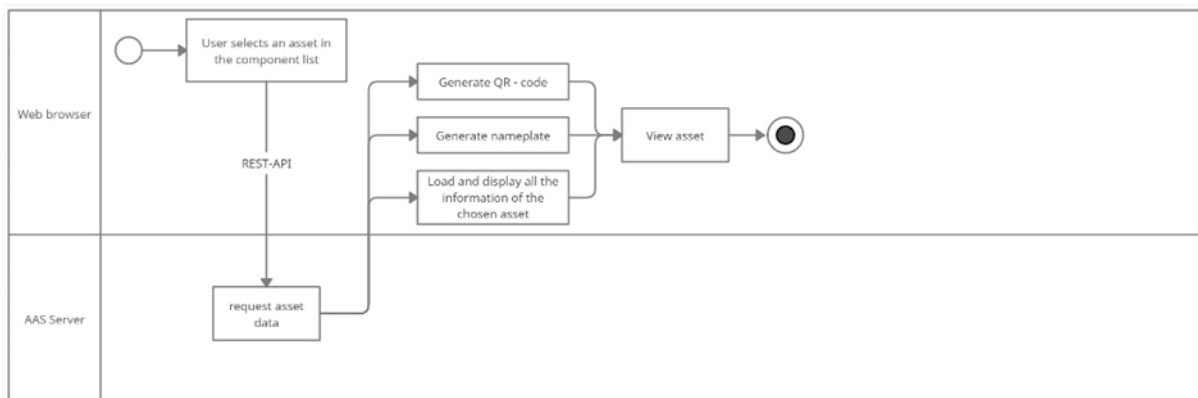 Web browser
User selects an asset in
the component list
REST-API
Generate QR - code
Generate nameplate
Load and display all the
information of the
chosen asset
View asset
AAS Server
request asset
data